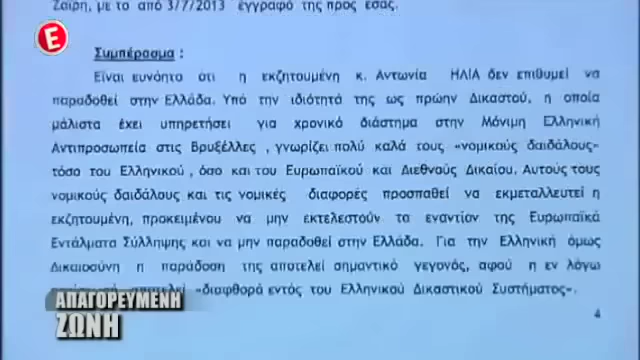 Ζαΐρη, με το από 3/7/2013 έγγραφό της προς εσάς.
E
Συμπέρασμα :
Είναι ευνόητο ότι η εκζητουμένη κ. Αντωνία ΗΛΙΑ δεν επιθυμεί να
παραδοθεί στην Ελλάδα. Υπό την ιδιότητά της ως πρώην Δικαστού, η οποία
μάλιστα έχει υπηρετήσει για χρονικό διάστημα στην Μόνιμη Ελληνική
Αντιπροσωπεία στις Βρυξέλλες , γνωρίζει πολύ καλά τους «νομικούς δαιδάλους»
τόσο του Ελληνικού , όσο και του Ευρωπαϊκού και Διεθνούς Δικαίου. Αυτούς τους
νομικούς δαιδάλους και τις νομικές διαφορές προσπαθεί να εκμεταλλευτεί η
εκζητουμένη, προκειμένου να μην εκτελεστούν τα εναντίον της Ευρωπαϊκά
Εντάλματα Σύλληψης και να μην παραδοθεί στην Ελλάδα. Για την Ελληνική όμως
Δικαιοσύνη η παράδοση της αποτελεί σημαντικό γεγονός, αφού η εν λόγω
«διαφθορά εντός του Ελληνικού Δικαστικού Συστήματος».
ΑΠΑΓΟΡΕΥΜΕΝΗ
ΖΩΝΗ
4